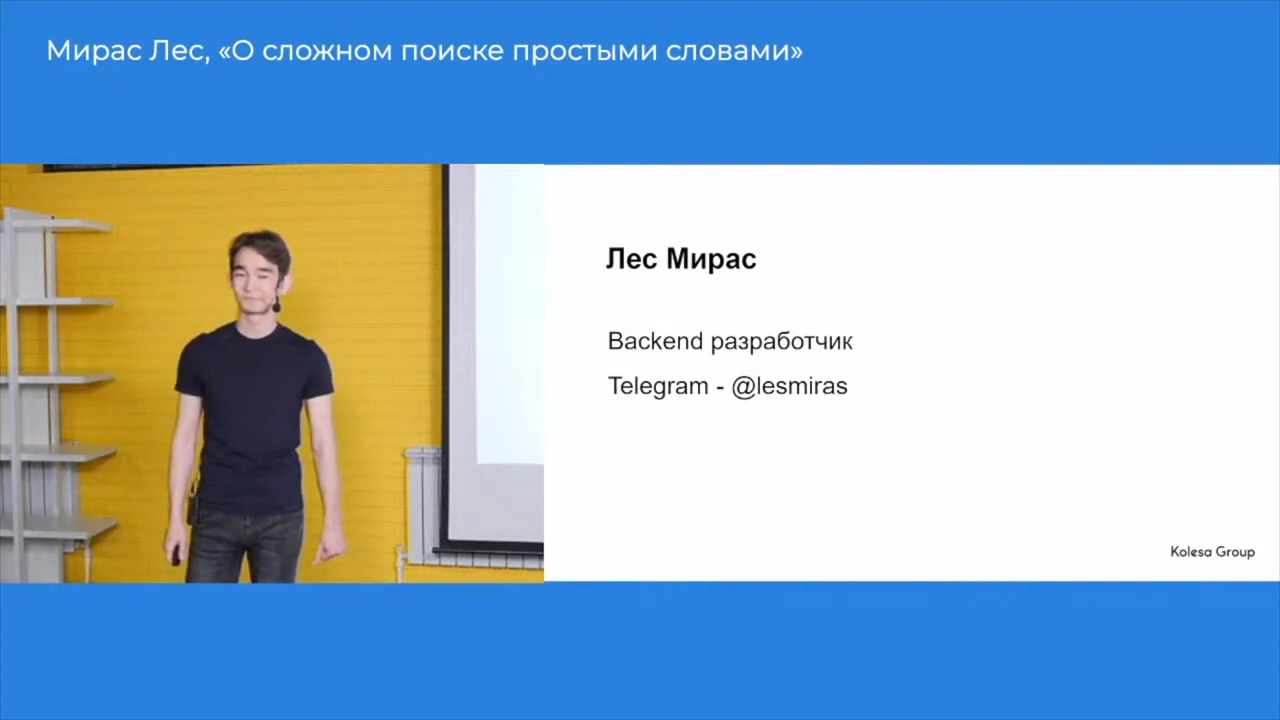 Мирас Лес, «О сложном поиске простыми словами»
Лес Мирас
Backend разработчик
Telegram - @lesmiras
Kolesa Group